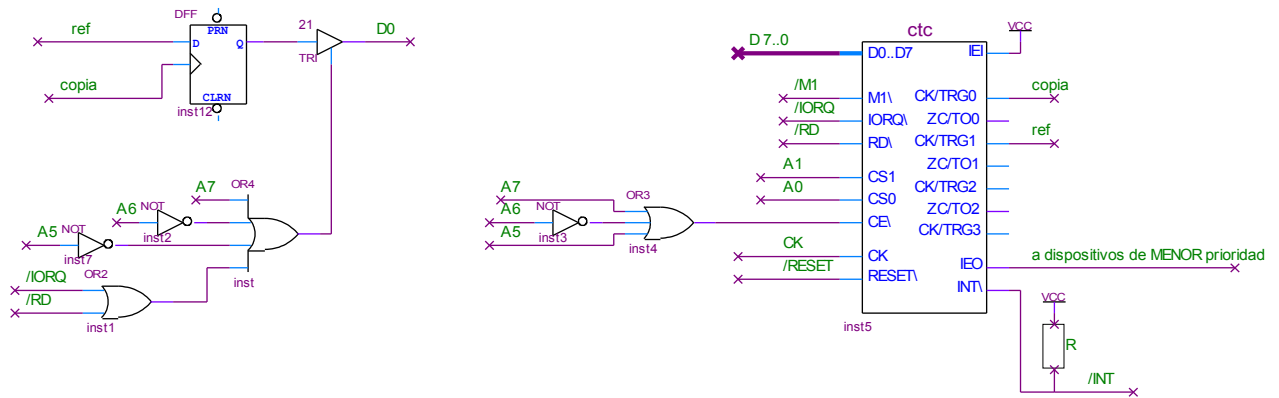 DFF
ref
PRN
D
Q
21
TRI
D0
copia
CLRN
inst12
A7
OR4
A6
NOT
inst2
A5
NOT
inst7
inst
/IORQ
OR2
/RD
inst1
A7
OR3
A6
NOT
inst3
A5
inst4
ctc
VCC
D7..0
D0..D7
IEI
/M1
M1\
CK/TRG0
copia
/IORQ
IORQ\
ZC/TO0
/RD
RD\
CK/TRG1
ref
ZC/TO1
A1
CS1
CK/TRG2
A0
CS0
ZC/TO2
CE\
CK/TRG3
CK
CK
IEO
a dispositivos de MENOR prioridad
/RESET
RESET\
INT\
inst5
VCC
R
/INT